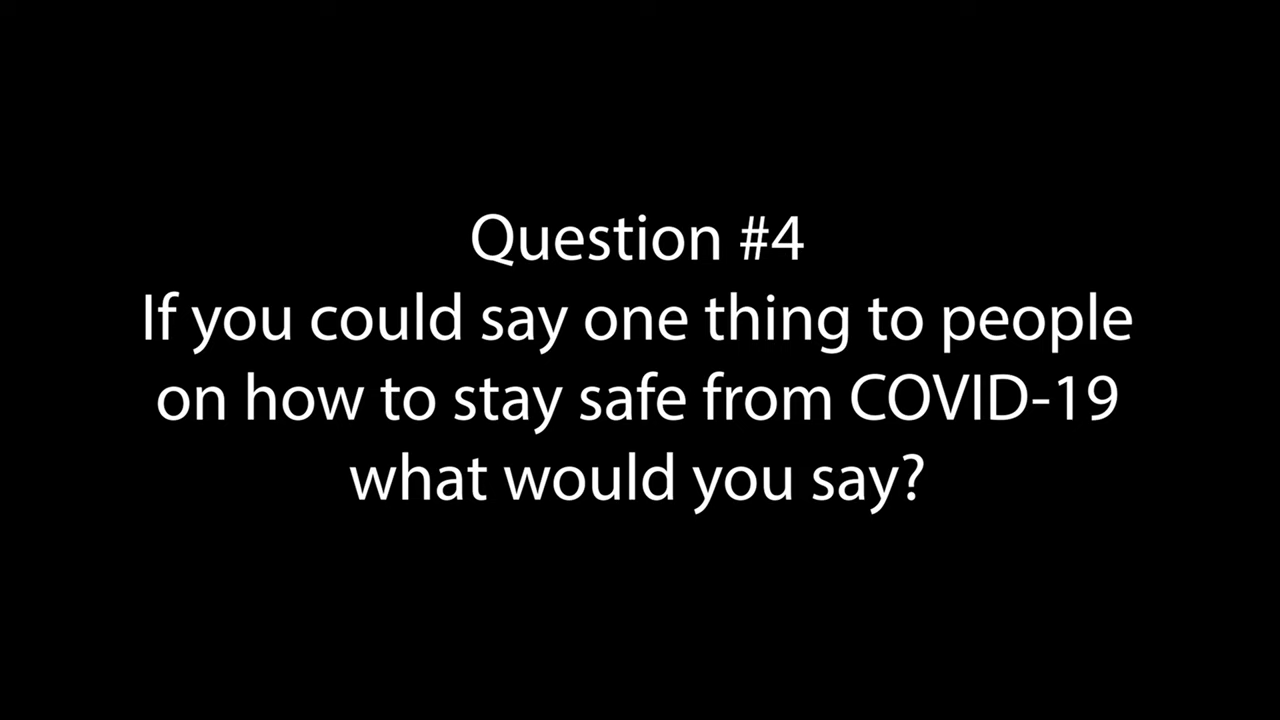 Question #4
If you could say one thing to people
on how to stay safe from COVID-19
what would you say?